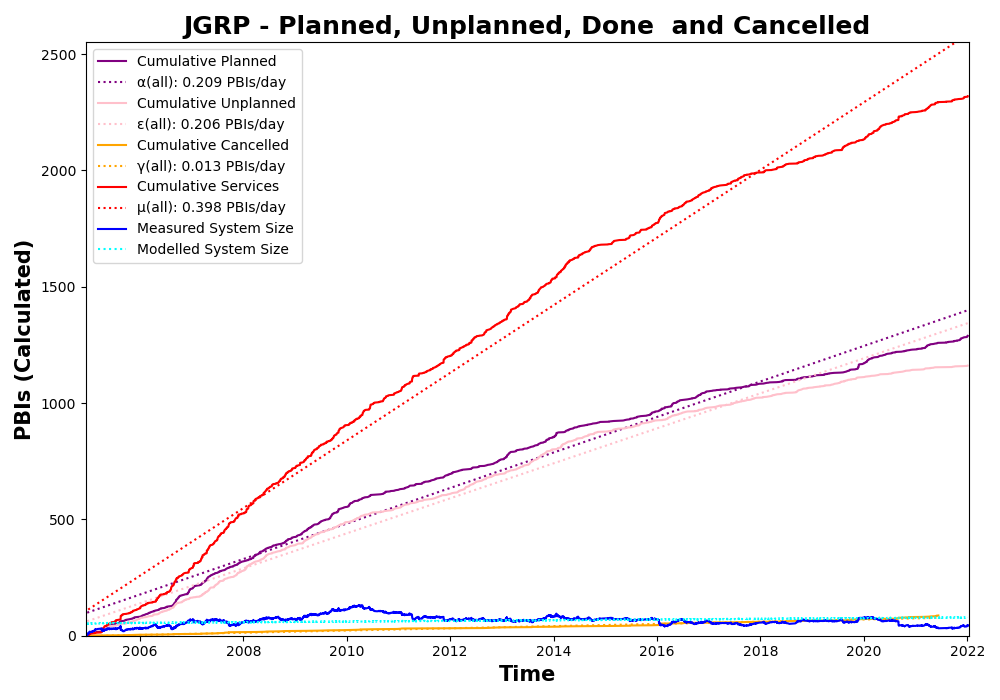 JGRP - Planned, Unplanned, Done  and Cancelled
2500
2000
1500
1000
500
0
PBIs (Calculated)
Cumulative Planned
α(all): 0.209 PBIs/day
Cumulative Unplanned
ε(all): 0.206 PBIs/day
Cumulative Cancelled
γ(all): 0.013 PBIs/day
Cumulative Services
μ(all): 0.398 PBIs/day
Measured System Size
Modelled System Size
2006 2008 2010 2012 2014 2016 2018 2020 2022
Time